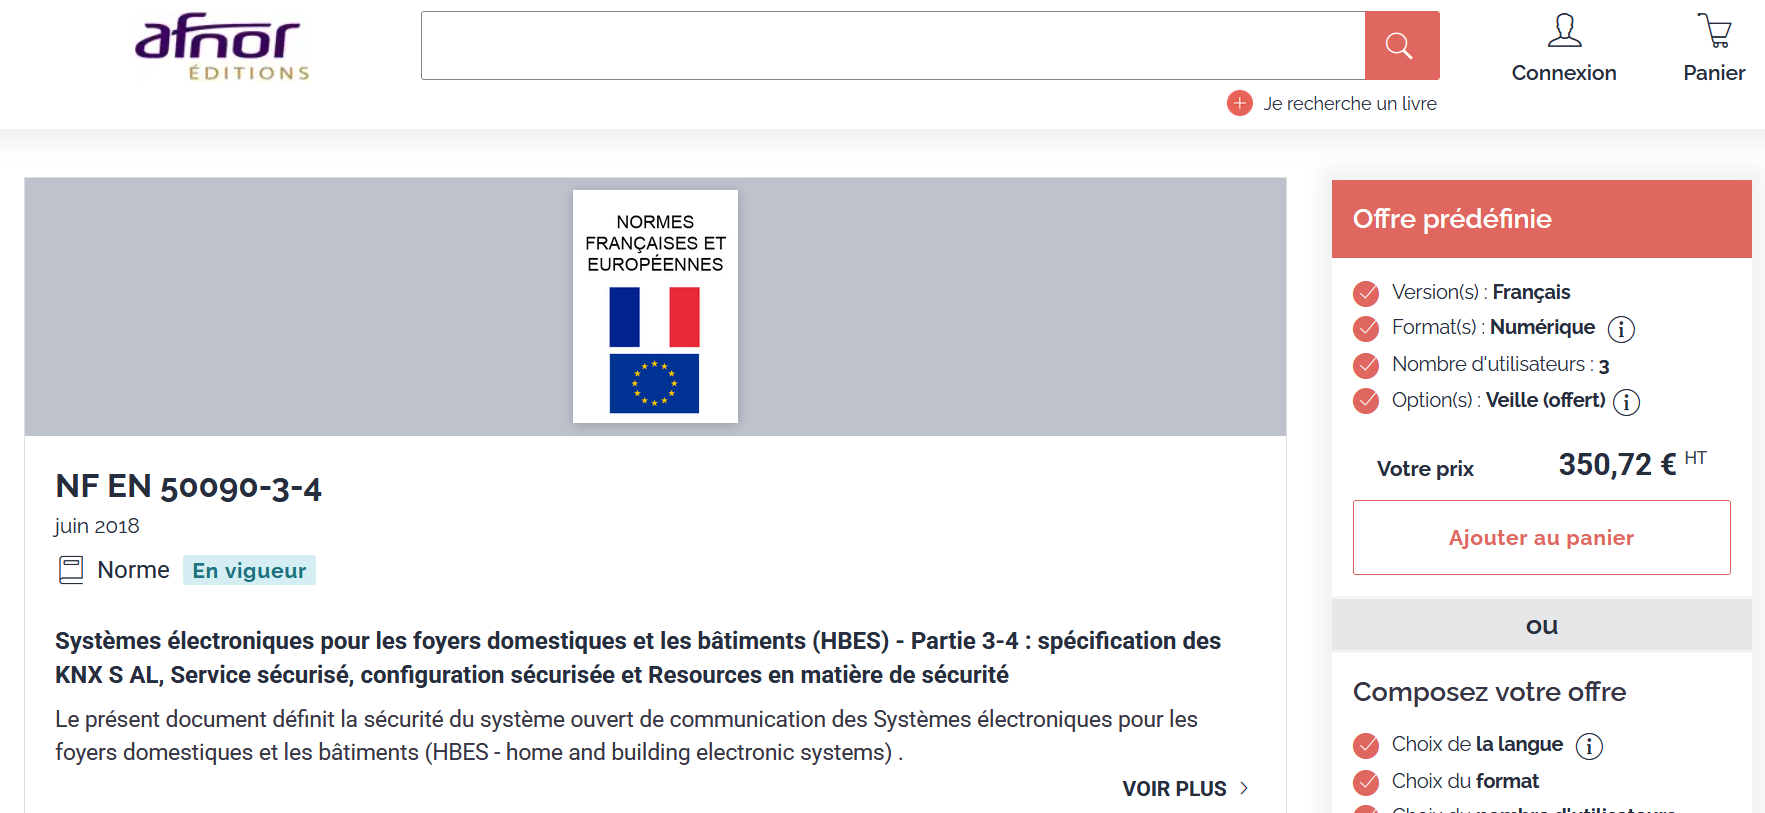 afnor
ÉDITIONS
Je recherche un livre
Connexion
Panier
NORMES
FRANÇAISES ET
EUROPÉENNES
NF EN 50090-3-4
juin 2018
Norme En vigueur
Systèmes électroniques pour les foyers domestiques et les bâtiments (HBES) - Partie 3-4 : spécification des
KNX S AL, Service sécurisé, configuration sécurisée et Resources en matière de sécurité
Le présent document définit la sécurité du système ouvert de communication des Systèmes électroniques pour les
foyers domestiques et les bâtiments (HBES - home and building electronic systems) .
VOIR PLUS
Offre prédéfinie
Version(s) : Français
Format(s) : Numérique
Nombre d'utilisateurs : 3
Option(s) : Veille (offert)
Votre prix 350,72 € HT
Ajouter au panier
ou
Composez votre offre
Choix de la langue
Choix du format
Choix du nombre d'utilisateurs